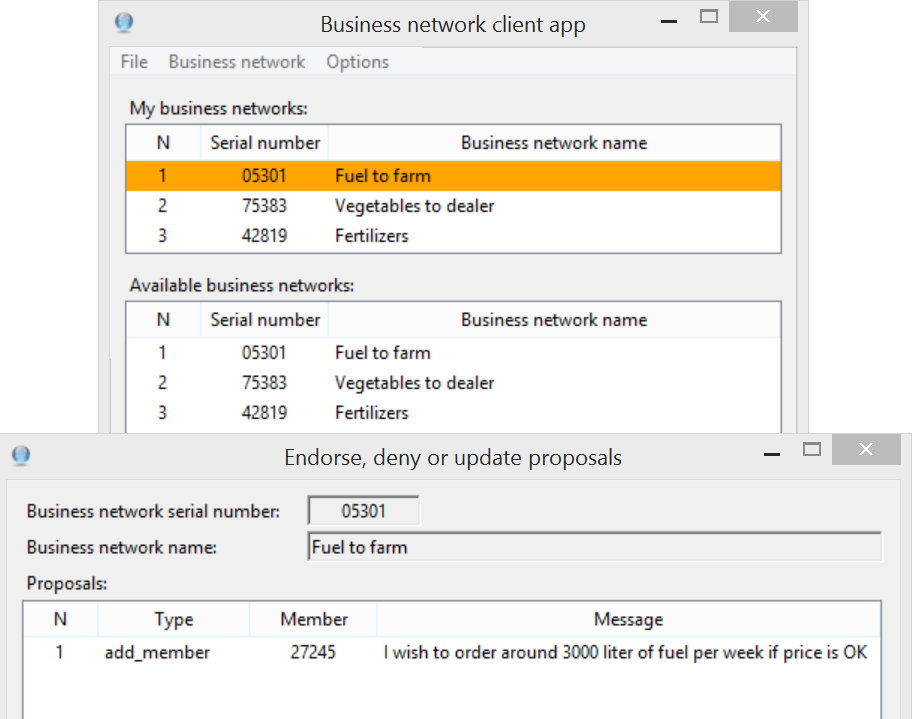 Business network client app
File Business network Options
My business networks:
N Serial number Business network name
1 05301 Fuel to farm
2 75383 Vegetables to dealer
3 42819 Fertilizers
Available business networks:
N Serial number Business network name
1 05301 Fuel to farm
2 75383 Vegetables to dealer
3 42819 Fertilizers
Endorse, deny or update proposals
Business network serial number: 05301
Business network name: Fuel to farm
Proposals:
N Type Member Message
1 add_member 27245 I wish to order around 3000 liter of fuel per week if price is OK